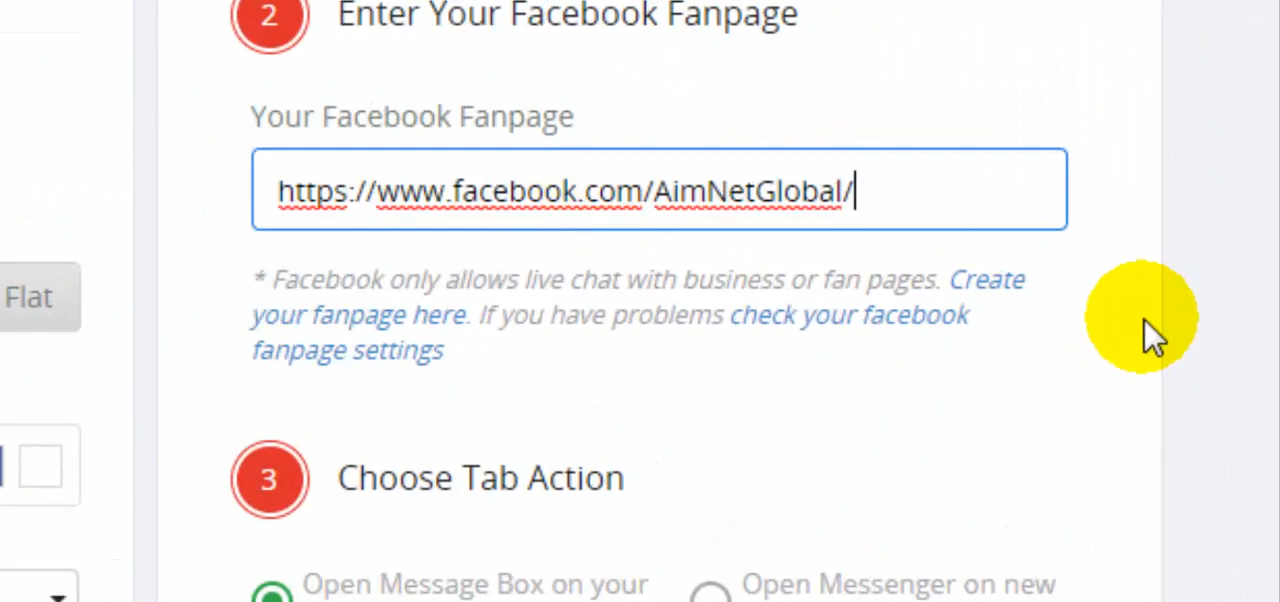 2 Enter Your Facebook Fanpage
Your Facebook Fanpage
https://www.facebook.com/AimNetGlobal/
* Facebook only allows live chat with business or fan pages. Create
your fanpage here. If you have problems check your facebook
fanpage settings
Flat
3 Choose Tab Action
Open Message Box on your
Open Messenger on new